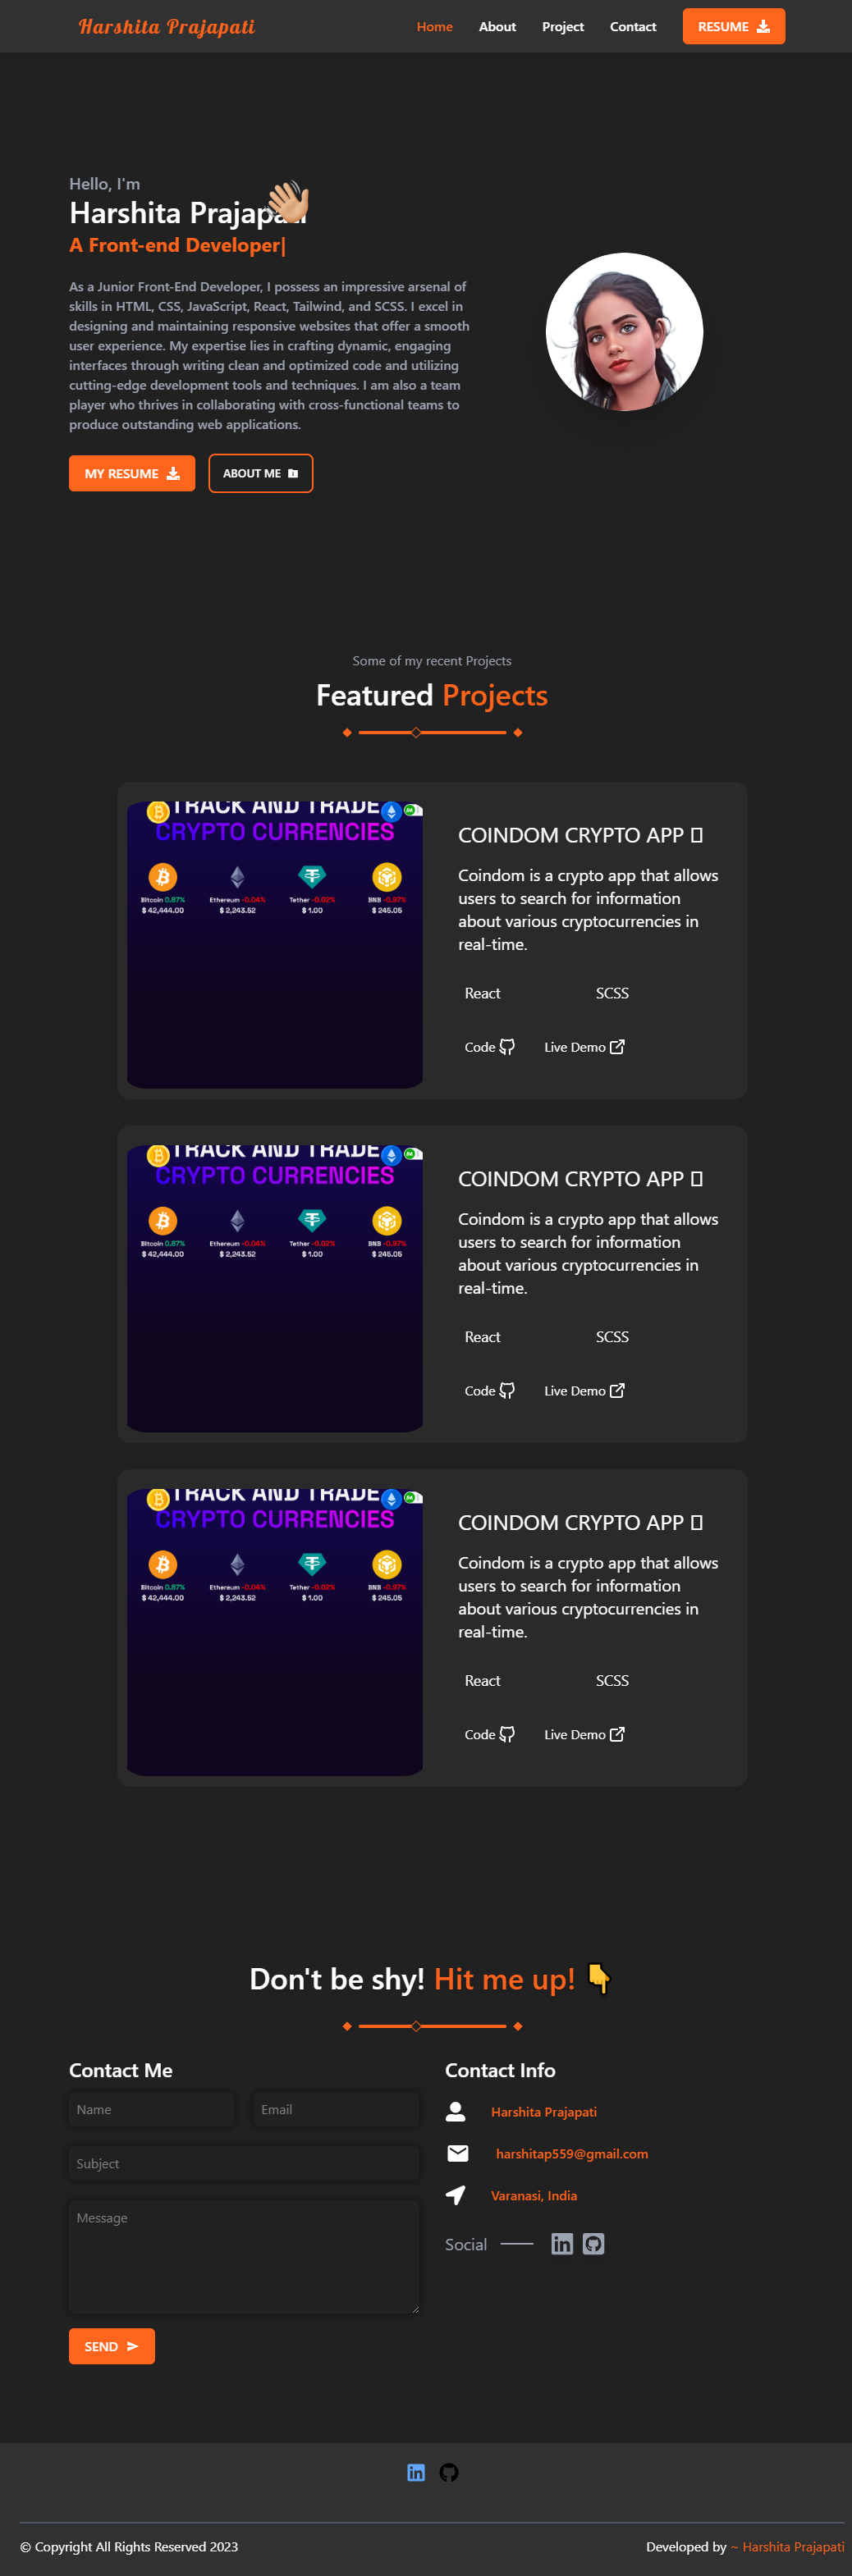 Harshita Prajapati
Home About Project Contact RESUME
Hello, I'm
Harshita Prajapati
A Front-end Developer|
As a Junior Front-End Developer, I possess an impressive arsenal of
skills in HTML, CSS, JavaScript, React, Tailwind, and SCSS. I excel in
designing and maintaining responsive websites that offer a smooth
user experience. My expertise lies in crafting dynamic, engaging
interfaces through writing clean and optimized code and utilizing
cutting-edge development tools and techniques. I am also a team
player who thrives in collaborating with cross-functional teams to
produce outstanding web applications.
MY RESUME ABOUT ME
Some of my recent Projects
Featured Projects
TRACK AND TRADE
CRYPTO CURRENCIES
Bitcoin 0.87% Ethereum -0.04% Tether -0.02% BNB -0.97%
$ 42,444.00 $ 2,243.52 $ 1.00 $ 245.05
COINDOM CRYPTO APP
Coindom is a crypto app that allows
users to search for information
about various cryptocurrencies in
real-time.
React SCSS
Code Live Demo
TRACK AND TRADE
CRYPTO CURRENCIES
Bitcoin 0.87% Ethereum -0.04% Tether -0.02% BNB -0.97%
$ 42,444.00 $ 2,243.52 $ 1.00 $ 245.05
COINDOM CRYPTO APP
Coindom is a crypto app that allows
users to search for information
about various cryptocurrencies in
real-time.
React SCSS
Code Live Demo
TRACK AND TRADE
CRYPTO CURRENCIES
Bitcoin 0.87% Ethereum -0.04% Tether -0.02% BNB -0.97%
$ 42,444.00 $ 2,243.52 $ 1.00 $ 245.05
COINDOM CRYPTO APP
Coindom is a crypto app that allows
users to search for information
about various cryptocurrencies in
real-time.
React SCSS
Code Live Demo
Don't be shy! Hit me up! 👇
Contact Me
Name Email
Subject
Message
SEND
Contact Info
Harshita Prajapati
harshitap559@gmail.com
Varanasi, India
Social
© Copyright All Rights Reserved 2023
Developed by ~ Harshita Prajapati